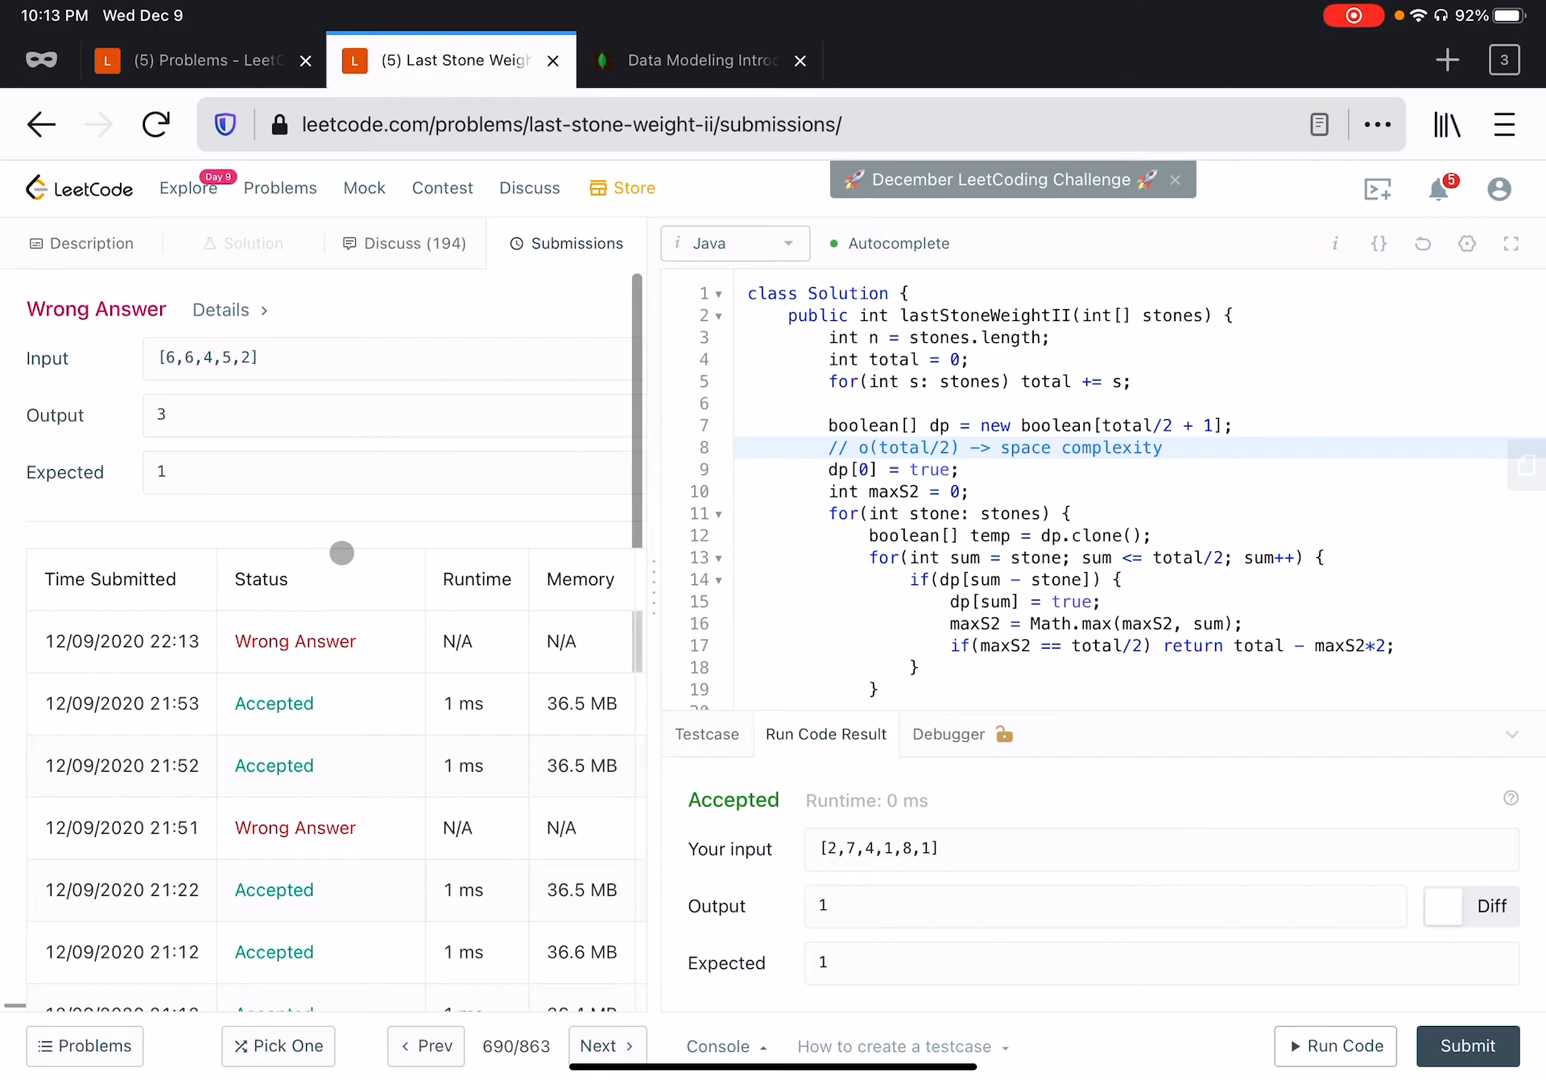 10:13 PM Wed Dec 9
92%
L (5) Problems - LeetC
L (5) Last Stone Weigh
Data Modeling Introd
3
leetcode.com/problems/last-stone-weight-ii/submissions/
LeetCode
Explore
Day 9
Problems
Mock
Contest
Discuss
Store
🚀 December LeetCoding Challenge 🚀
5
Description
Solution
Discuss (194)
Submissions
i Java
Autocomplete
i {}
Wrong Answer Details >
Input [6,6,4,5,2]
Output 3
Expected 1
Time Submitted Status Runtime Memory
12/09/2020 22:13 Wrong Answer N/A N/A
12/09/2020 21:53 Accepted 1 ms 36.5 MB
12/09/2020 21:52 Accepted 1 ms 36.5 MB
12/09/2020 21:51 Wrong Answer N/A N/A
12/09/2020 21:22 Accepted 1 ms 36.5 MB
12/09/2020 21:12 Accepted 1 ms 36.6 MB
1 class Solution {
2 public int lastStoneWeightII(int[] stones) {
3 int n = stones.length;
4 int total = 0;
5 for(int s: stones) total += s;
6
7 boolean[] dp = new boolean[total/2 + 1];
8 // o(total/2) -> space complexity
9 dp[0] = true;
10 int maxS2 = 0;
11 for(int stone: stones) {
12 boolean[] temp = dp.clone();
13 for(int sum = stone; sum <= total/2; sum++) {
14 if(dp[sum - stone]) {
15 dp[sum] = true;
16 maxS2 = Math.max(maxS2, sum);
17 if(maxS2 == total/2) return total - maxS2*2;
18 }
19 }
Testcase
Run Code Result
Debugger
Accepted Runtime: 0 ms
Your input [2,7,4,1,8,1]
Output 1
Diff
Expected 1
Problems
Pick One
< Prev
690/863
Next >
Console
How to create a testcase
Run Code
Submit